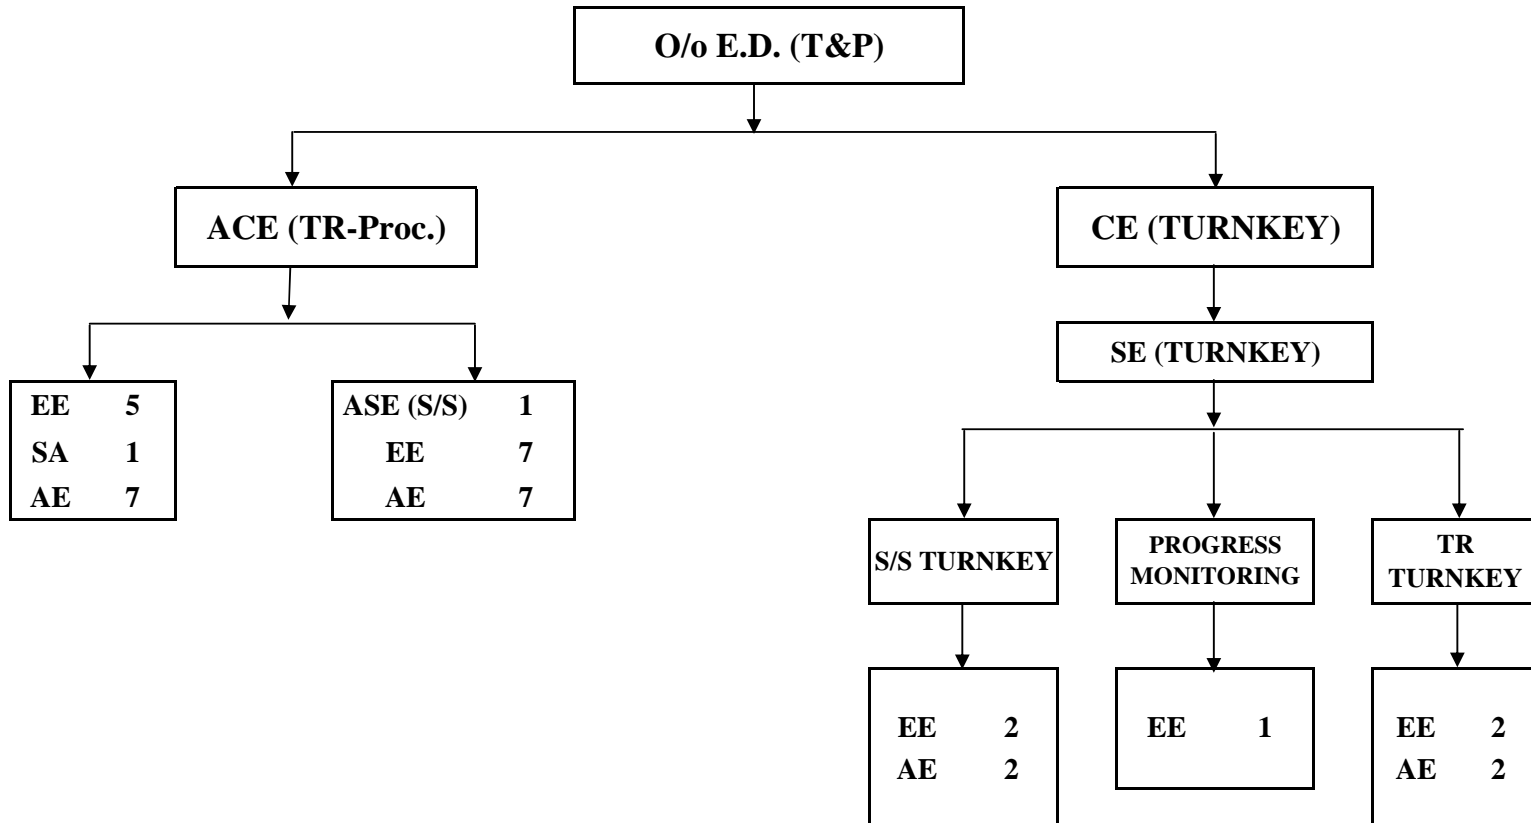 O/o E.D. (T&P)
ACE (TR-Proc.)
CE (TURNKEY)
SE (TURNKEY)
EE 5
SA 1
AE 7
ASE (S/S) 1
EE 7
AE 7
S/S TURNKEY
PROGRESS
MONITORING
TR
TURNKEY
EE 2
AE 2
EE 1
EE 2
AE 2